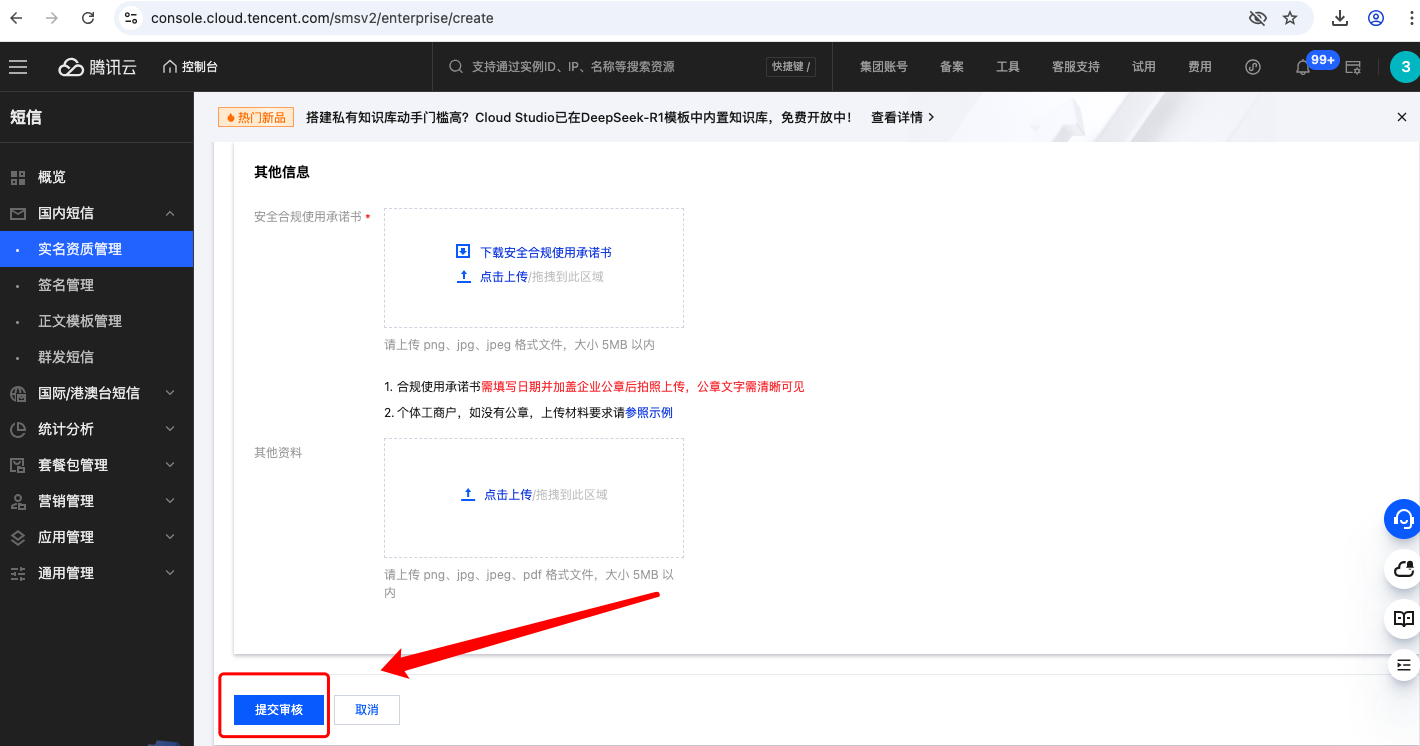 console.cloud.tencent.com/smsv2/enterprise/create
腾讯云
控制台
支持通过实例ID、IP、名称等搜索资源
快捷键 /
集团账号
备案
工具
客服支持
试用
费用
99+
3
短信
热门新品
搭建私有知识库动手门槛高？Cloud Studio已在DeepSeek-R1模板中内置知识库，免费开放中！
查看详情
概览
国内短信
实名资质管理
签名管理
正文模板管理
群发短信
国际/港澳台短信
统计分析
套餐包管理
营销管理
应用管理
通用管理
其他信息
安全合规使用承诺书 *
下载安全合规使用承诺书
点击上传/拖拽到此区域
请上传 png、jpg、jpeg 格式文件，大小 5MB 以内
1. 合规使用承诺书需填写日期并加盖企业公章后拍照上传，公章文字需清晰可见
2. 个体工商户，如没有公章，上传材料要求请参照示例
其他资料
点击上传/拖拽到此区域
请上传 png、jpg、jpeg、pdf 格式文件，大小 5MB 以
内
提交审核
取消